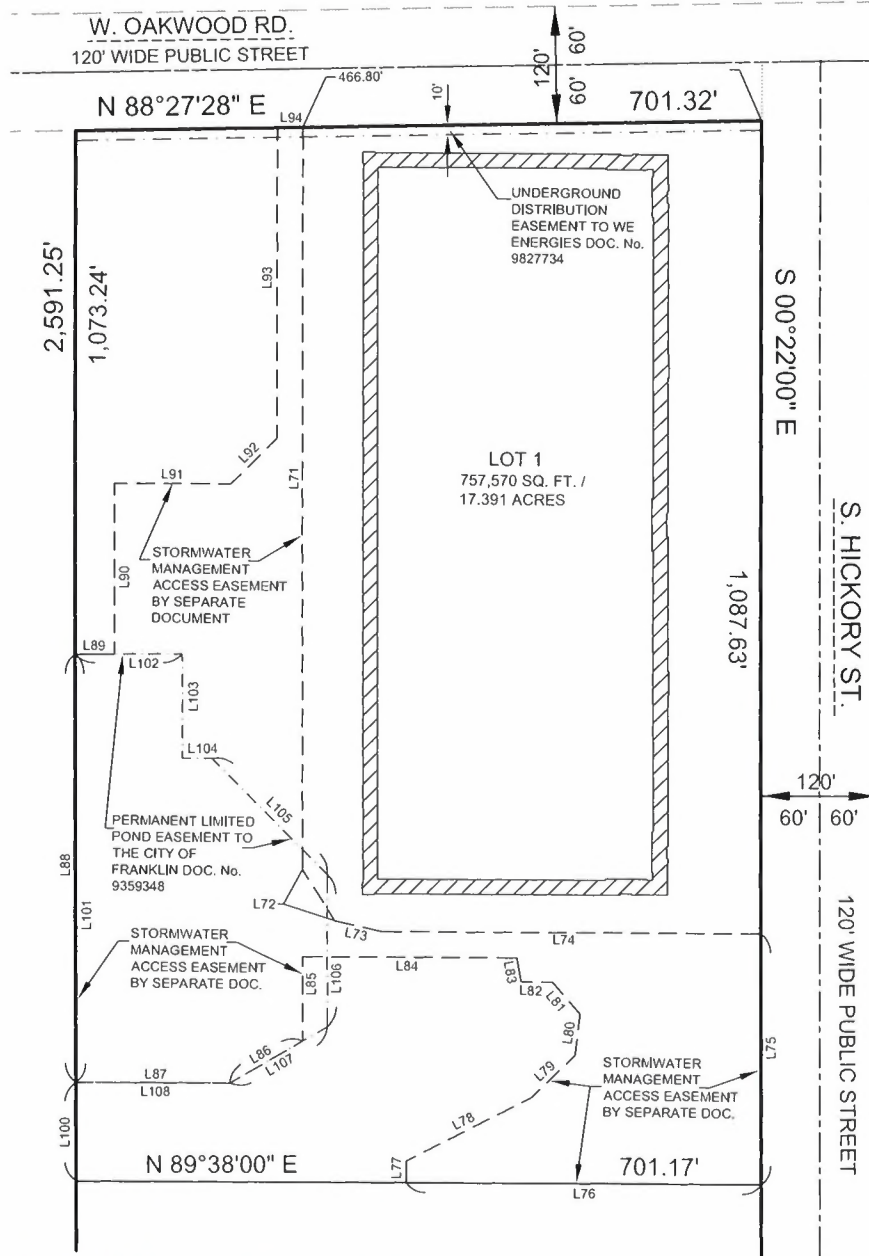 W. OAKWOOD RD.
120' WIDE PUBLIC STREET
120'
60'
60'
466.80'
N 88°27'28" E
L94
10'
701.32'
UNDERGROUND
DISTRIBUTION
EASEMENT TO WE
ENERGIES DOC. No.
9827734
2,591.25'
1,073.24'
L93
S 00°22'00" E
L92
L91
L71
LOT 1
757,570 SQ. FT. /
17.391 ACRES
S. HICKORY ST.
STORMWATER
MANAGEMENT
ACCESS EASEMENT
BY SEPARATE
DOCUMENT
L90
1,087.63'
L89
L102
L103
L104
120'
60'
60'
L105
PERMANENT LIMITED
POND EASEMENT TO
THE CITY OF
FRANKLIN DOC. No.
9359348
L88
L72
L101
L73
L74
120' WIDE PUBLIC STREET
STORMWATER
MANAGEMENT
ACCESS EASEMENT
BY SEPARATE DOC.
L85
L106
L84
L83
L82
L81
L80
L75
L86
L107
L79
STORMWATER
MANAGEMENT
ACCESS EASEMENT
BY SEPARATE DOC.
L87
L108
L78
L100
L77
N 89°38'00" E
701.17'
L76